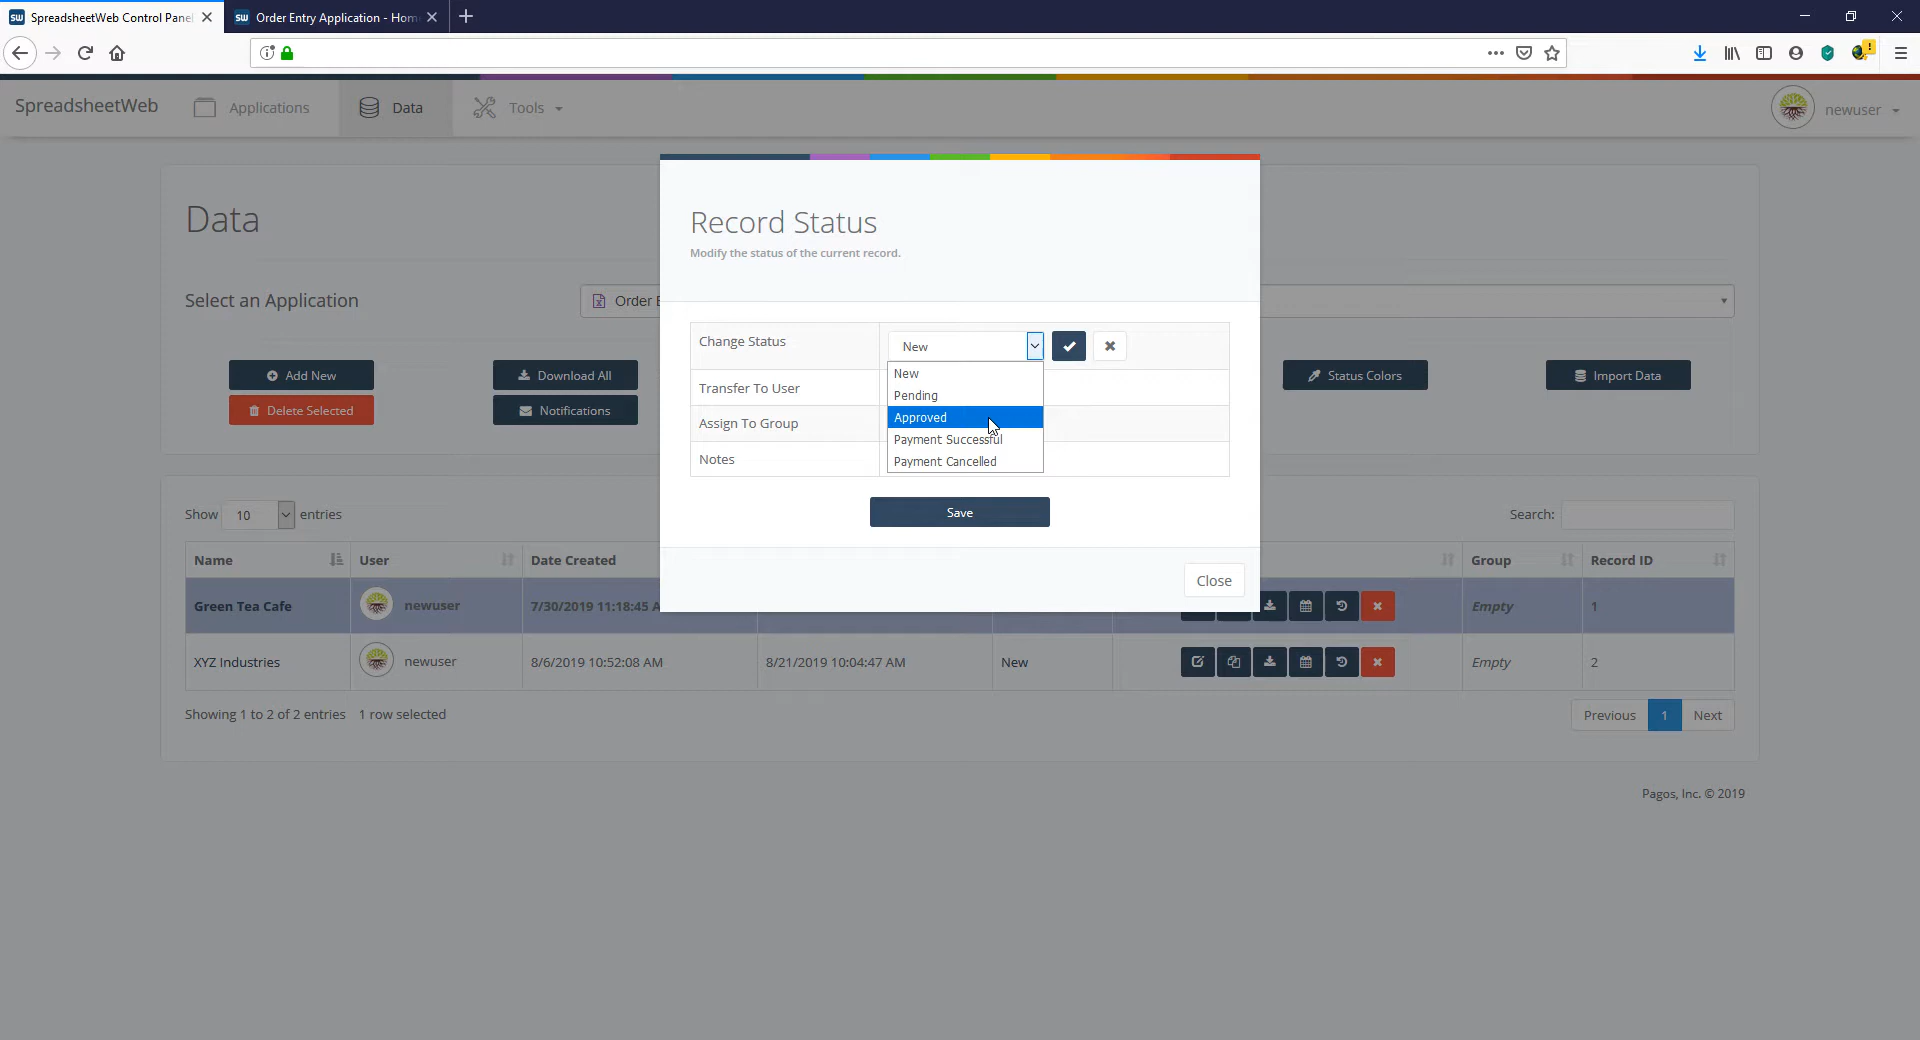 SpreadsheetWeb Control Pane
Order Entry Application - Hom
SpreadsheetWeb
Applications
Data
Tools
newuser
Data
Select an Application
Order E
Add New
Download All
Status Colors
Import Data
Delete Selected
Notifications
Record Status
Modify the status of the current record.
Change Status
New
New
Pending
Approved
Payment Successful
Payment Cancelled
Transfer To User
Assign To Group
Notes
Save
Close
Show 10 entries
Search:
Name User Date Created Group Record ID
Green Tea Cafe newuser 7/30/2019 11:18:45 A Empty 1
XYZ Industries newuser 8/6/2019 10:52:08 AM 8/21/2019 10:04:47 AM New Empty 2
Showing 1 to 2 of 2 entries 1 row selected
Previous 1 Next
Pagos, Inc. © 2019